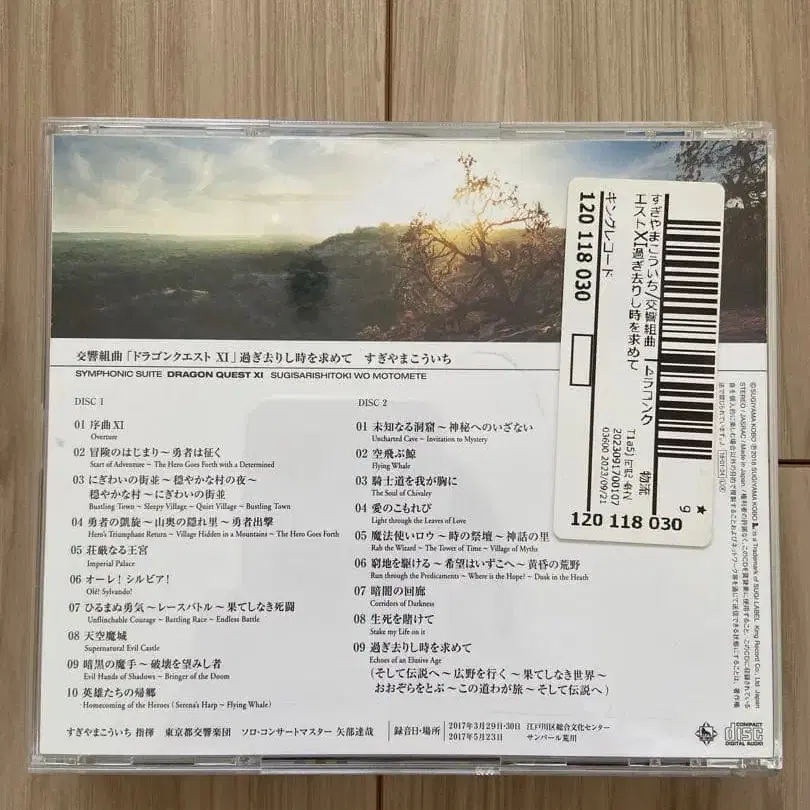 交響組曲「ドラゴンクエスト XI」過ぎ去りし時を求めて すぎやまこういち
SYMPHONIC SUITE DRAGON QUEST XI SUGISARISHITOKI WO MOTOMETE
DISC 1
01 序曲XI
Overture
02 冒険のはじまり〜勇者は征く
Start of Adventure ~ The Hero Goes Forth with a Determined
03 にぎわいの街並〜穏やかな村の夜〜
穏やかな村〜にぎわいの街並
Bustling Town ~ Sleepy Village ~ Quiet Village ~ Bustling Town
04 勇者の凱旋〜山奥の隠れ里〜勇者出撃
Hero's Triumphant Return ~ Village Hidden in a Mountains ~ The Hero Goes Forth
05 荘厳なる王宮
Imperial Palace
06 オーレ!シルビア!
Olé! Sylvando!
07 ひるまぬ勇気〜レースバトル〜果てしなき死闘
Unflinchable Courage ~ Battling Race ~ Endless Battle
08 天空魔城
Supernatural Evil Castle
09 暗黒の魔手〜破壊を望みし者
Evil Hands of Shadows ~ Bringer of the Doom
10 英雄たちの帰郷
Homecoming of the Heroes (Serena's Harp ~ Flying Whale)
DISC 2
01 未知なる洞窟〜神秘へのいざない
Uncharted Cave ~ Invitation to Mystery
02 空飛ぶ鯨
Flying Whale
03 騎士道を我が胸に
The Soul of Chivalry
04 愛のこもれび
Light through the Leaves of Love
05 魔法使いロウ〜時の祭壇〜神話の里
Rab the Wizard ~ The Tower of Time ~ Village of Myths
06 窮地を駆ける〜希望はいずこへ〜黄昏の荒野
Run through the Predicaments ~ Where is the Hope? ~ Dusk in the Heath
07 暗闇の回廊
Corridors of Darkness
08 生死を賭けて
Stake my Life on it
09 過ぎ去りし時を求めて
Echoes of an Elusive Age
(そして伝説へ〜広野を行く〜果てしなき世界〜
おおぞらをとぶ〜この道わが旅〜そして伝説へ)
すぎやまこういち 指揮 東京都交響楽団 ソロ・コンサートマスター 矢部達哉
録音日・場所
2017年3月29日・30日 江戸川区総合文化センター
2017年5月23日 サンパール荒川
すぎやまこういち/交響組曲「ドラゴンク
エストXI過ぎ去りし時を求めて
キングレコード
120 118 030
物流
2023091700107
03600 2023/09/21
9
★
120 118 030
COMPACT
disc
DIGITAL AUDIO